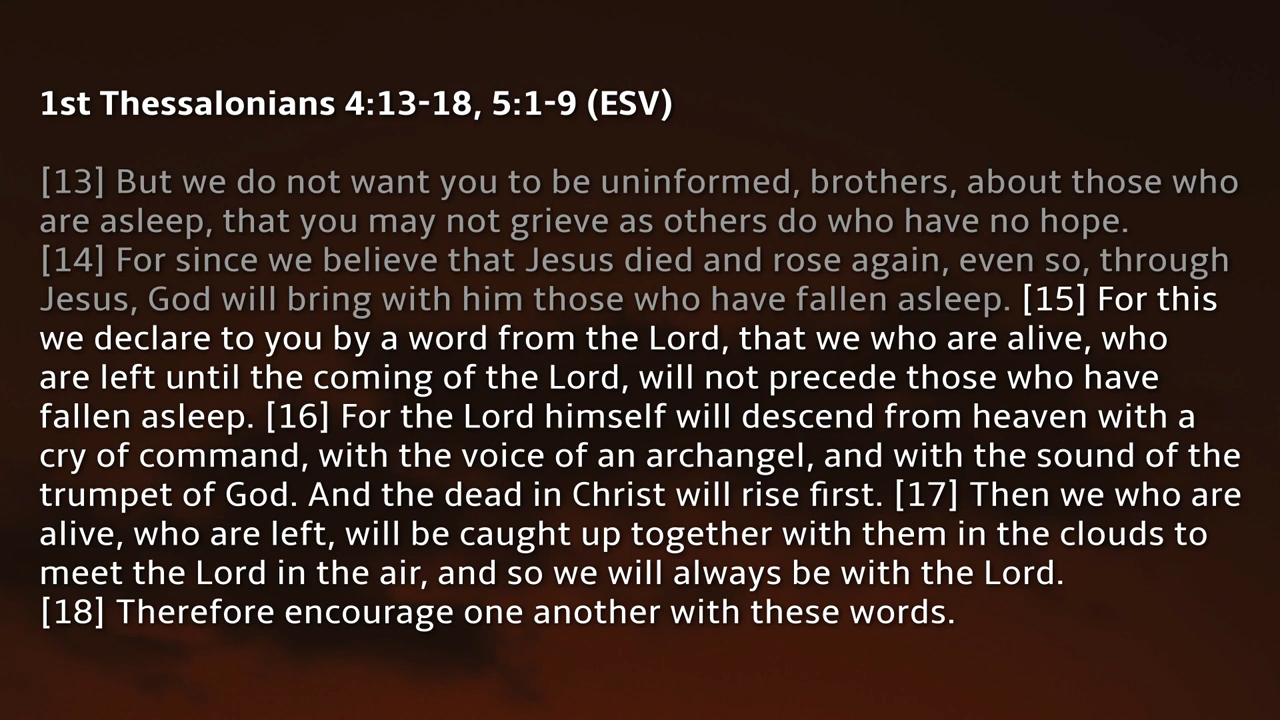 1st Thessalonians 4:13-18, 5:1-9 (ESV)
[13] But we do not want you to be uninformed, brothers, about those who
are asleep, that you may not grieve as others do who have no hope.
[14] For since we believe that Jesus died and rose again, even so, through
Jesus, God will bring with him those who have fallen asleep. [15] For this
we declare to you by a word from the Lord, that we who are alive, who
are left until the coming of the Lord, will not precede those who have
fallen asleep. [16] For the Lord himself will descend from heaven with a
cry of command, with the voice of an archangel, and with the sound of the
trumpet of God. And the dead in Christ will rise first. [17] Then we who are
alive, who are left, will be caught up together with them in the clouds to
meet the Lord in the air, and so we will always be with the Lord.
[18] Therefore encourage one another with these words.